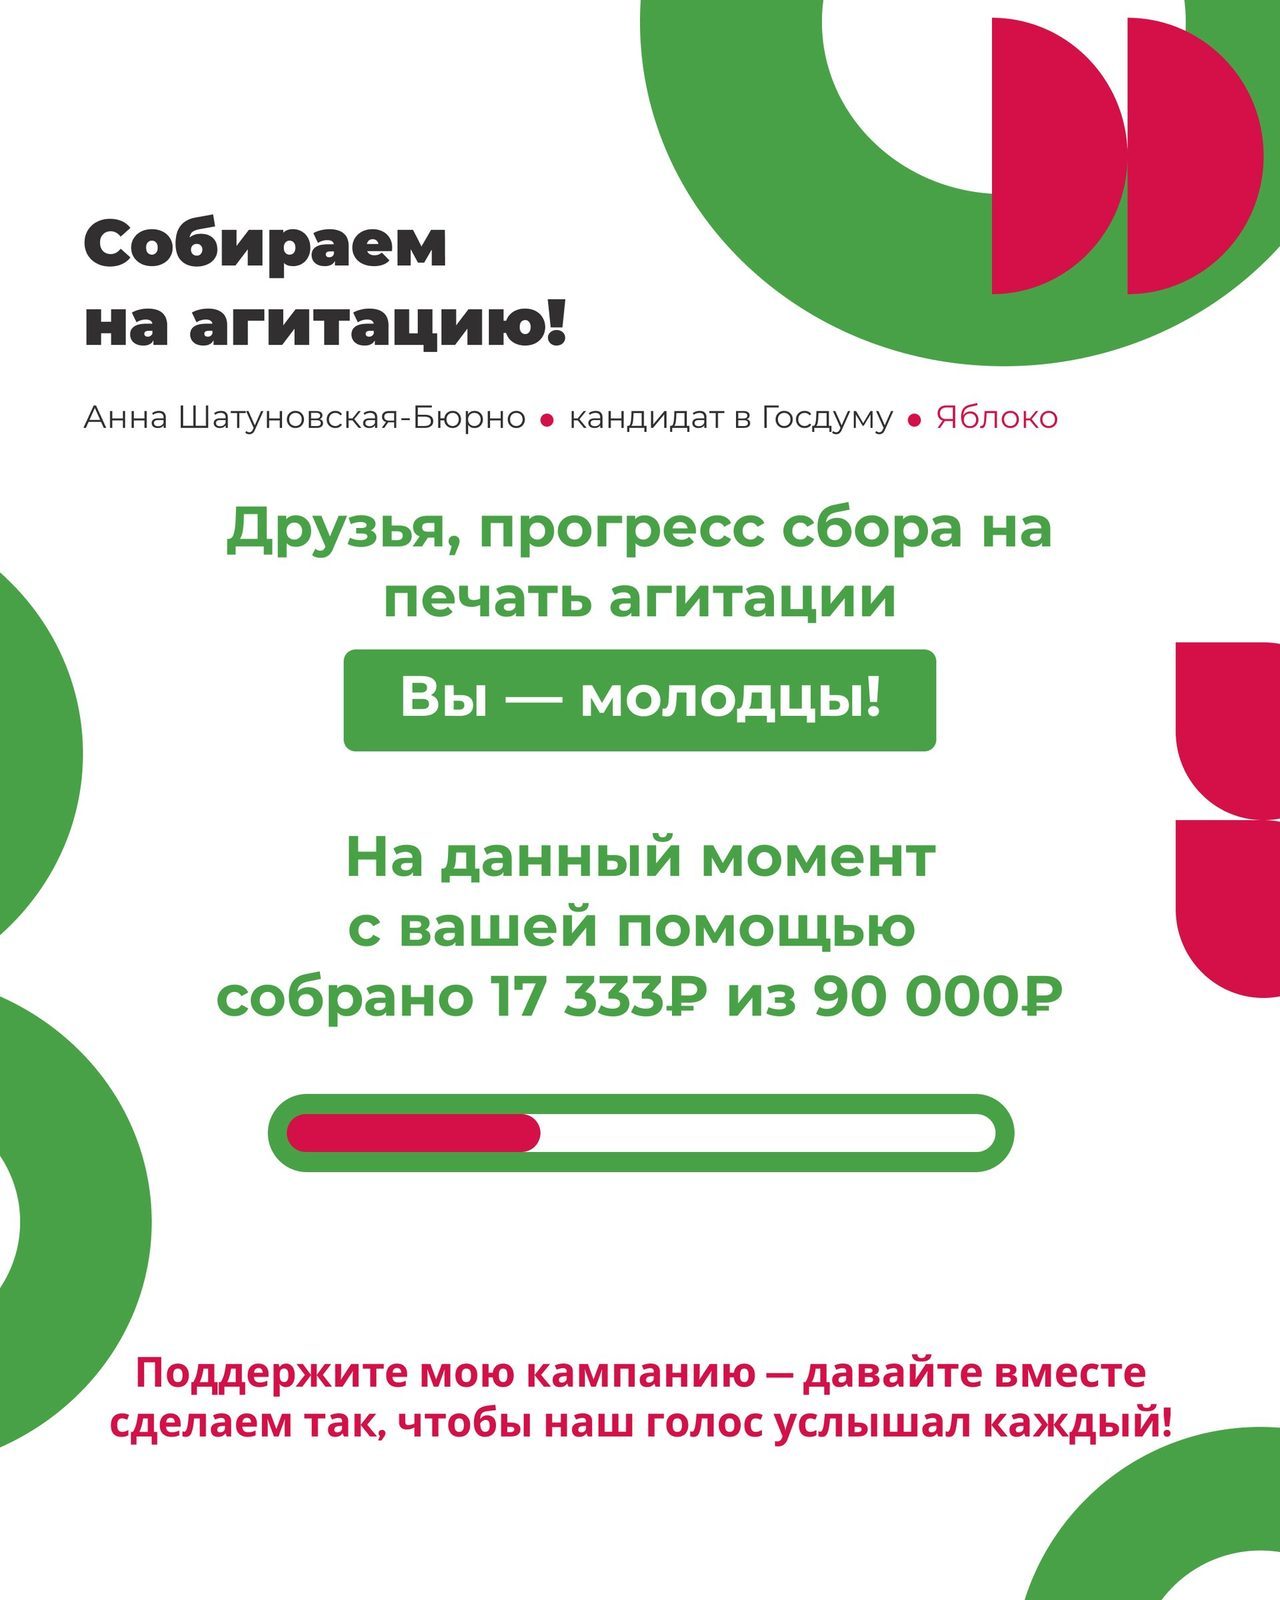 Собираем
на агитацию!
Анна Шатуновская-Бюрно ● кандидат в Госдуму ● Яблоко
Друзья, прогресс сбора на
печать агитации
Вы — молодцы!
На данный момент
с вашей помощью
собрано 17 333₽ из 90 000₽
Поддержите мою кампанию — давайте вместе
сделаем так, чтобы наш голос услышал каждый!